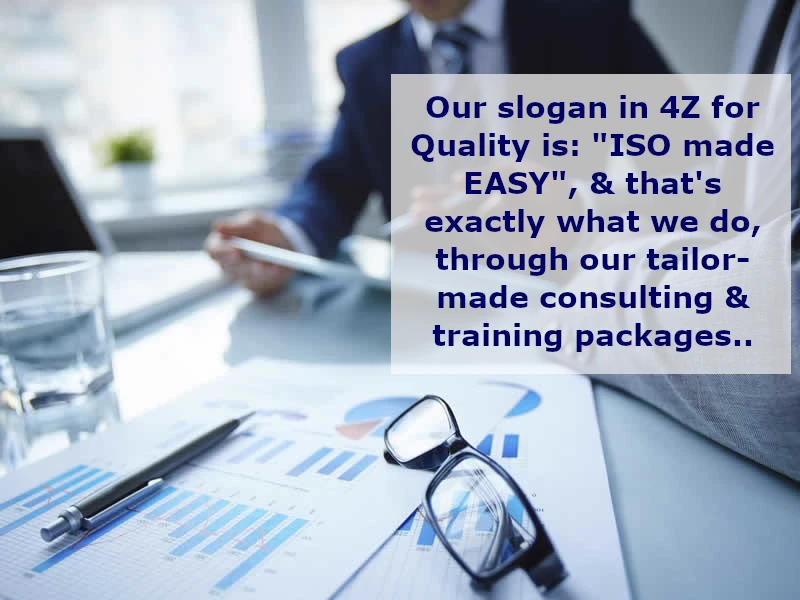 Our slogan in 4Z for
Quality is: "ISO made
EASY", & that's
exactly what we do,
through our tailor-
made consulting &
training packages..